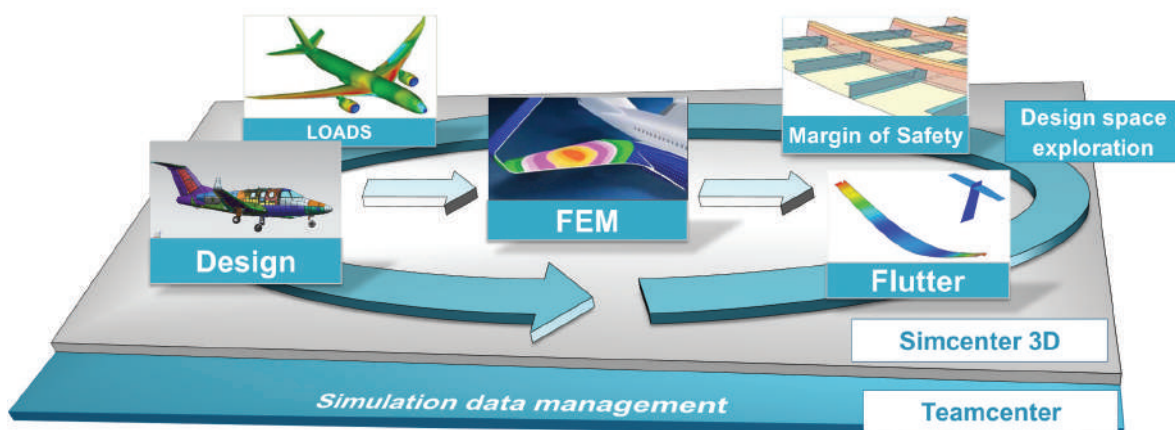 LOADS
Margin of Safety
Design space
exploration
Design
FEM
Flutter
Simcenter 3D
Simulation data management
Teamcenter